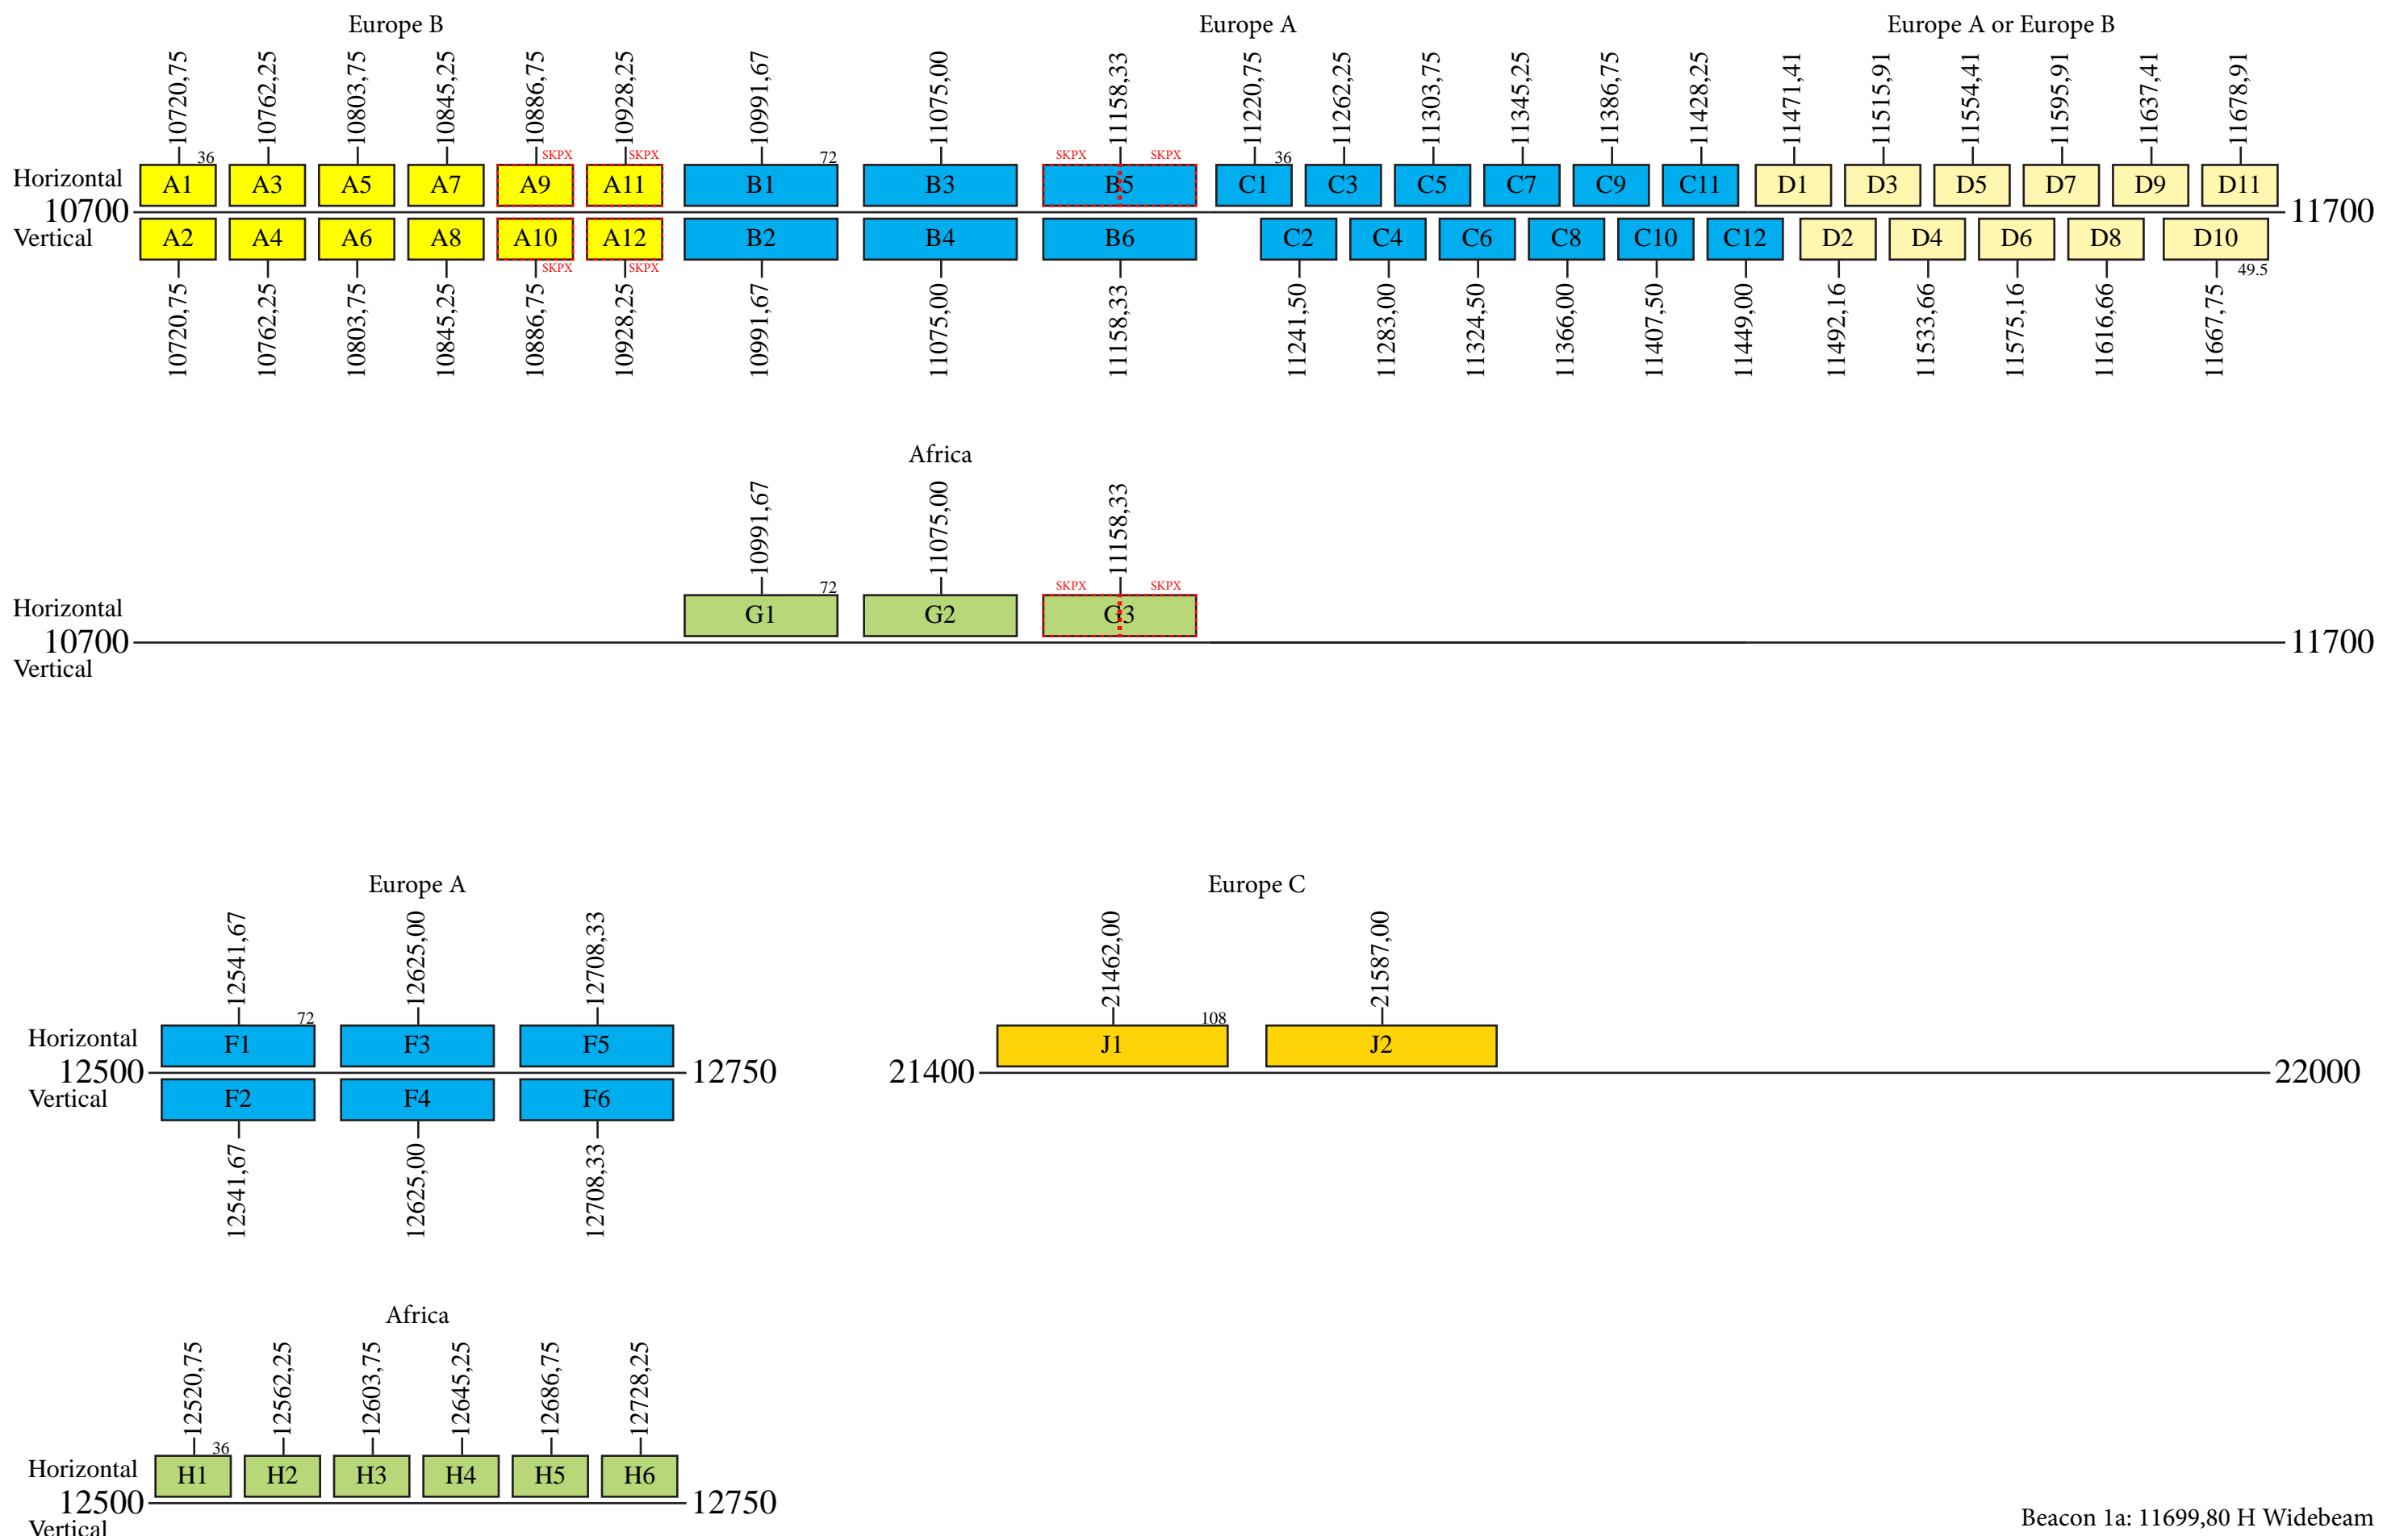 Europe B Europe A Europe A or Europe B
10720,75 10762,25 10803,75 10845,25 10886,75 10928,25 10991,67 11075,00 11158,33 11220,75 11262,25 11303,75 11345,25 11386,75 11428,25 11471,41 11515,91 11554,41 11595,91 11637,41 11678,91
36 SKPX SKPX 72 SKPX SKPX 36
Horizontal A1 A3 A5 A7 A9 A11 B1 B3 B5 C1 C3 C5 C7 C9 C11 D1 D3 D5 D7 D9 D11
10700 11700
Vertical A2 A4 A6 A8 A10 A12 B2 B4 B6 C2 C4 C6 C8 C10 C12 D2 D4 D6 D8 D10
SKPX SKPX 49.5
10720,75 10762,25 10803,75 10845,25 10886,75 10928,25 10991,67 11075,00 11158,33 11241,50 11283,00 11324,50 11366,00 11407,50 11449,00 11492,16 11533,66 11575,16 11616,66 11667,75
Africa
10991,67 11075,00 11158,33
72 SKPX SKPX
Horizontal G1 G2 G3
10700 11700
Vertical
Europe A Europe C
12541,67 12625,00 12708,33 21462,00 21587,00
72 108
Horizontal F1 F3 F5 J1 J2
12500 12750 21400 22000
Vertical F2 F4 F6
12541,67 12625,00 12708,33
Africa
12520,75 12562,25 12603,75 12645,25 12686,75 12728,25
36
Horizontal H1 H2 H3 H4 H5 H6
12500 12750
Vertical
Beacon 1a: 11699,80 H Widebeam